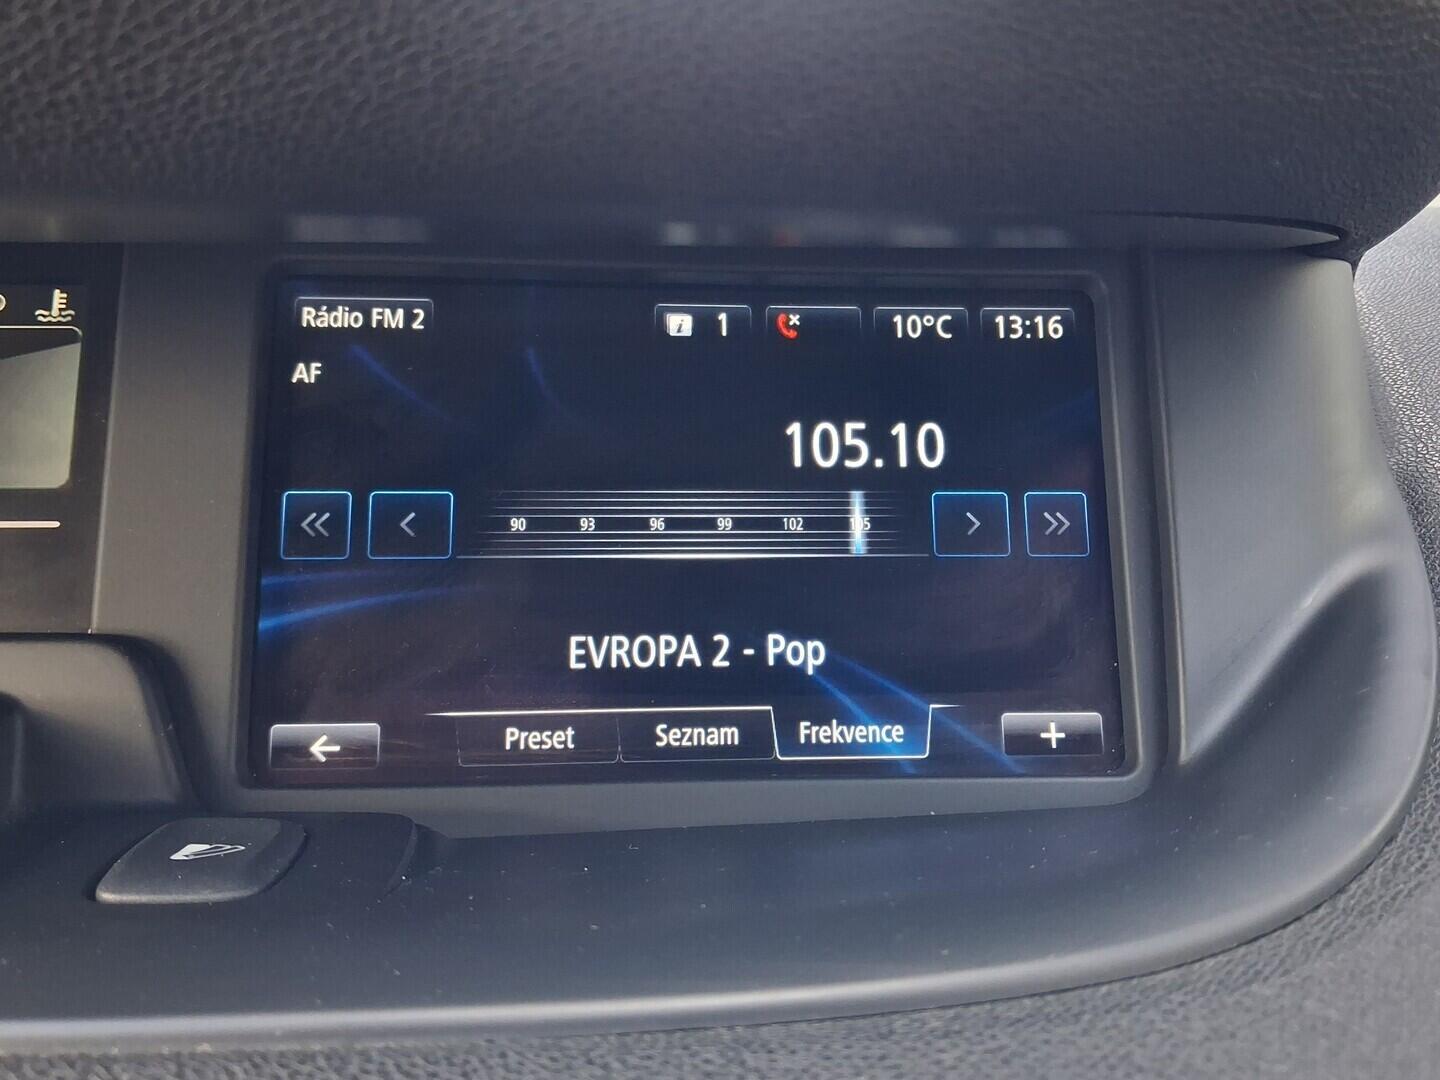 Rádio FM 2
i 1
10°C
13:16
AF
105.10
90 93 96 99 102 105
EVROPA 2 - Pop
Preset
Seznam
Frekvence